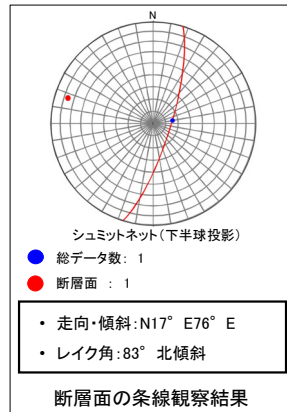 N
シュミットネット(下半球投影)
総データ数: 1
断層面 : 1
• 走向・傾斜:N17° E76° E
• レイク角:83° 北傾斜
断層面の条線観察結果